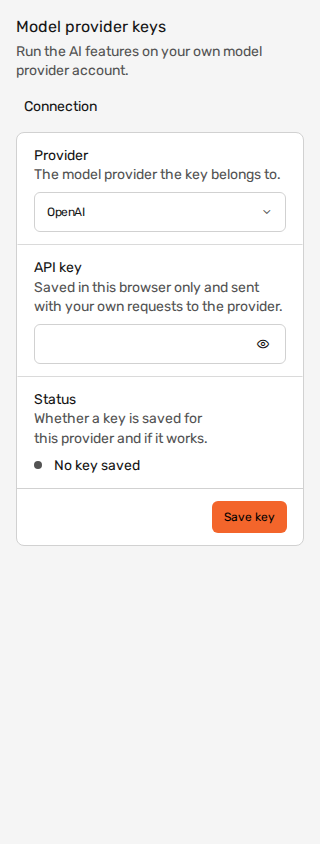 Model provider keys
Run the AI features on your own model
provider account.
Connection
Provider
The model provider the key belongs to.
OpenAI
API key
Saved in this browser only and sent
with your own requests to the provider.
Status
Whether a key is saved for
this provider and if it works.
No key saved
Save key